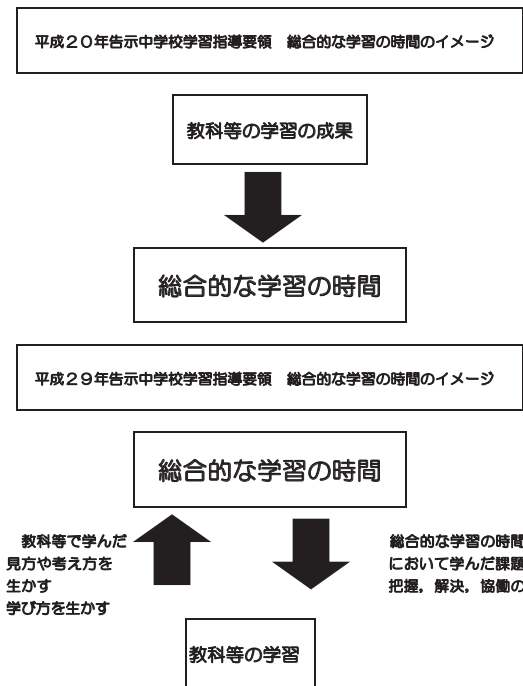 平成２０年告示中学校学習指導要領　総合的な学習の時間のイメージ
教科等の学習の成果
総合的な学習の時間
平成２９年告示中学校学習指導要領　総合的な学習の時間のイメージ
総合的な学習の時間
教科等で学んだ
見方や考え方を
生かす
学び方を生かす
総合的な学習の時間
において学んだ課題
把握，解決，協働の
教科等の学習